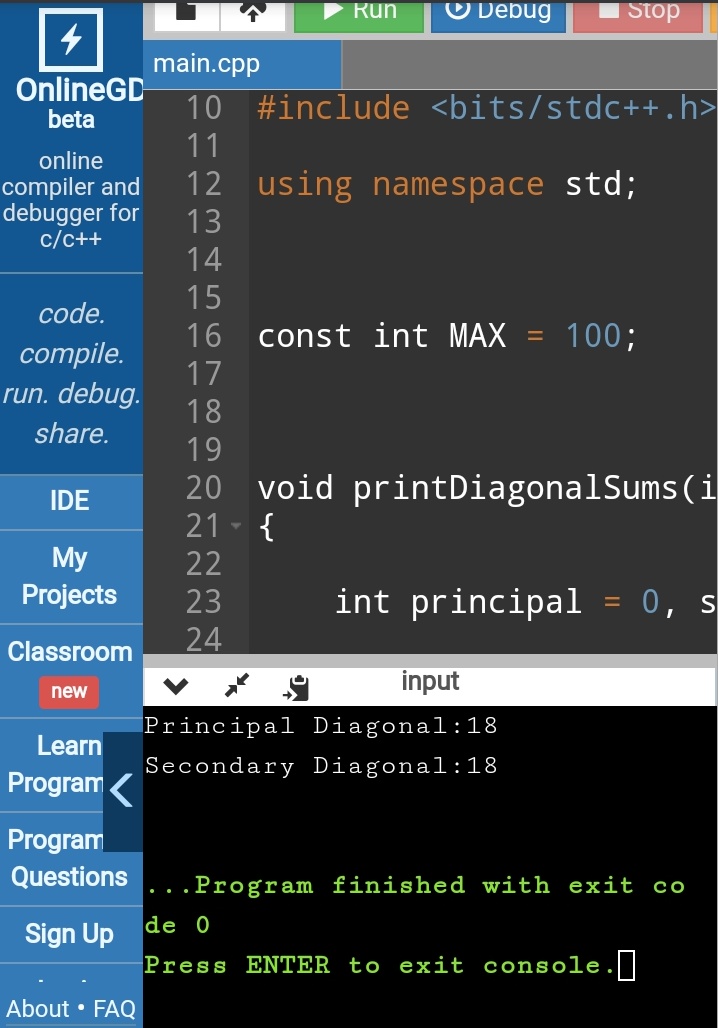 Run
Debug
Stop
OnlineGD
beta
online
compiler and
debugger for
c/c++
code.
compile.
run. debug.
share.
IDE
My
Projects
Classroom
new
Learn
Program
Program
Questions
Sign Up
About • FAQ
main.cpp
10 #include <bits/stdc++.h>
11
12 using namespace std;
13
14
15
16 const int MAX = 100;
17
18
19
20 void printDiagonalSums(i
21 {
22
23 int principal = 0, s
24
input
Principal Diagonal:18
Secondary Diagonal:18
...Program finished with exit co
de 0
Press ENTER to exit console.